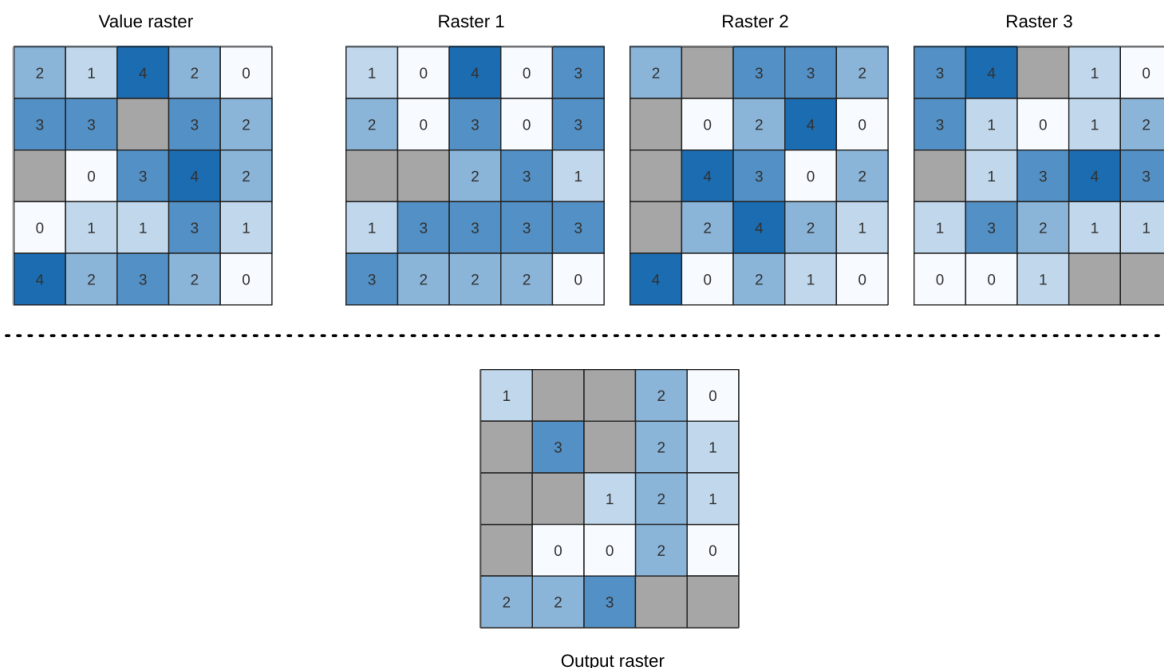 Value raster Raster 1 Raster 2 Raster 3
2 1 4 2 0 1 0 4 0 3 2 3 3 2 3 4 1 0
3 3 3 2 2 0 3 0 3 0 2 4 0 3 1 0 1 2
0 3 4 2 2 3 1 4 3 0 2 1 3 4 3
0 1 1 3 1 1 3 3 3 3 2 4 2 1 1 3 2 1 1
4 2 3 2 0 3 2 2 2 0 4 0 2 1 0 0 0 1
1 2 0
3 2 1
1 2 1
0 0 2 0
2 2 3
Output raster